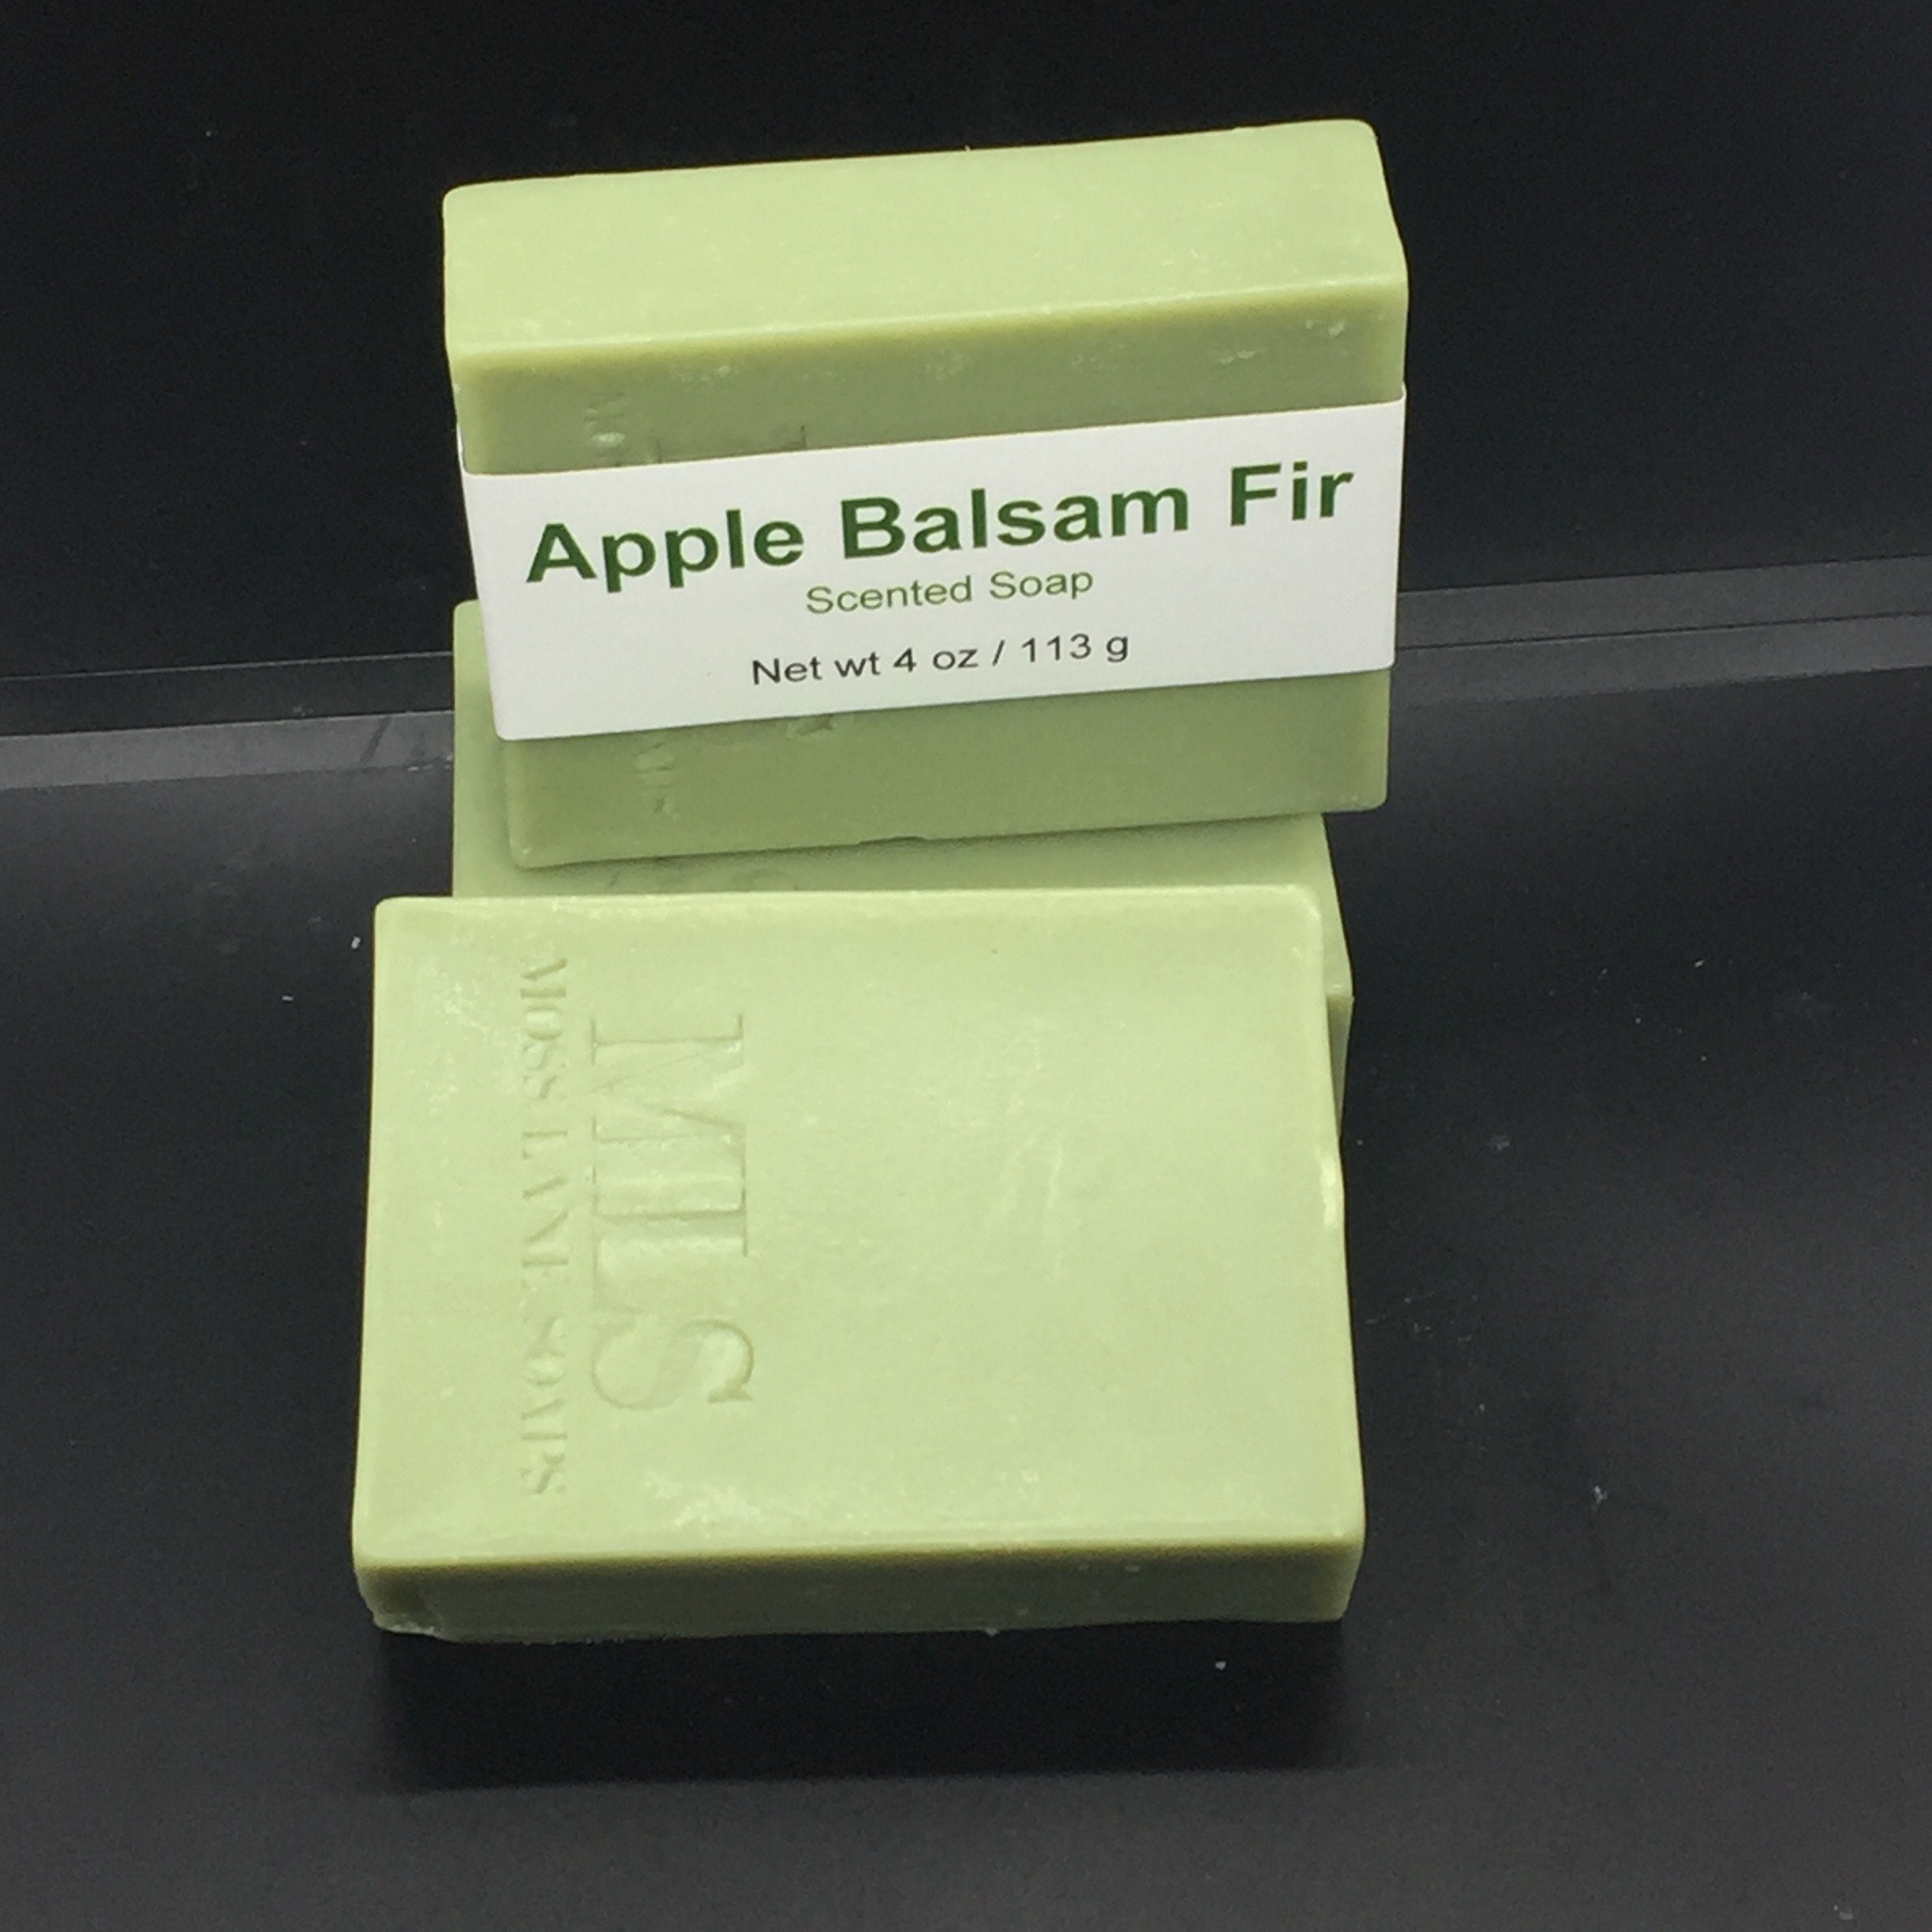 Apple Balsam Fir
Scented Soap
Net wt 4 oz / 113 g
MLS
MOSS LANE SOAPS